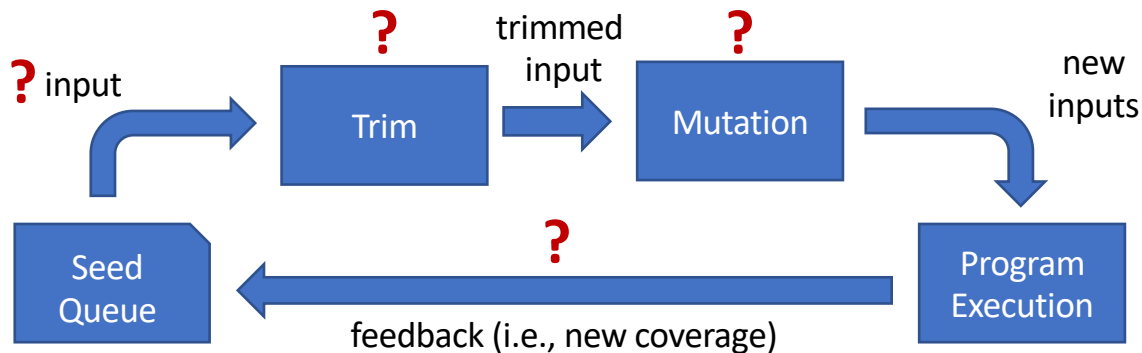 ?
trimmed
?
? input
input
new
inputs
Trim
Mutation
?
Seed
Queue
Program
Execution
feedback (i.e., new coverage)